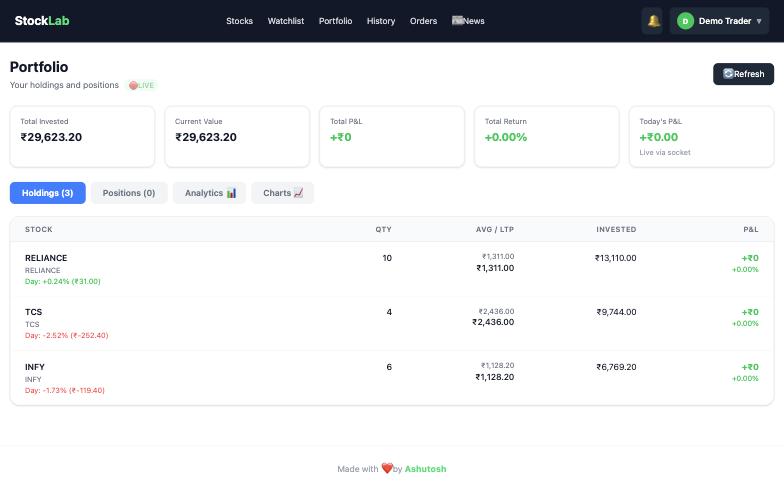 StockLab
Stocks Watchlist Portfolio History Orders 📰News
🔔 D Demo Trader ▾
Portfolio
Your holdings and positions 🔴LIVE
🔄Refresh
Total Invested
₹29,623.20
Current Value
₹29,623.20
Total P&L
+₹0
Total Return
+0.00%
Today's P&L
+₹0.00
Live via socket
Holdings (3) Positions (0) Analytics 📊 Charts 📈
STOCK QTY AVG / LTP INVESTED P&L
RELIANCE 10 ₹1,311.00 ₹13,110.00 +₹0
RELIANCE ₹1,311.00 +0.00%
Day: +0.24% (₹31.00)
TCS 4 ₹2,436.00 ₹9,744.00 +₹0
TCS ₹2,436.00 +0.00%
Day: -2.52% (₹-252.40)
INFY 6 ₹1,128.20 ₹6,769.20 +₹0
INFY ₹1,128.20 +0.00%
Day: -1.73% (₹-119.40)
Made with ❤️by Ashutosh